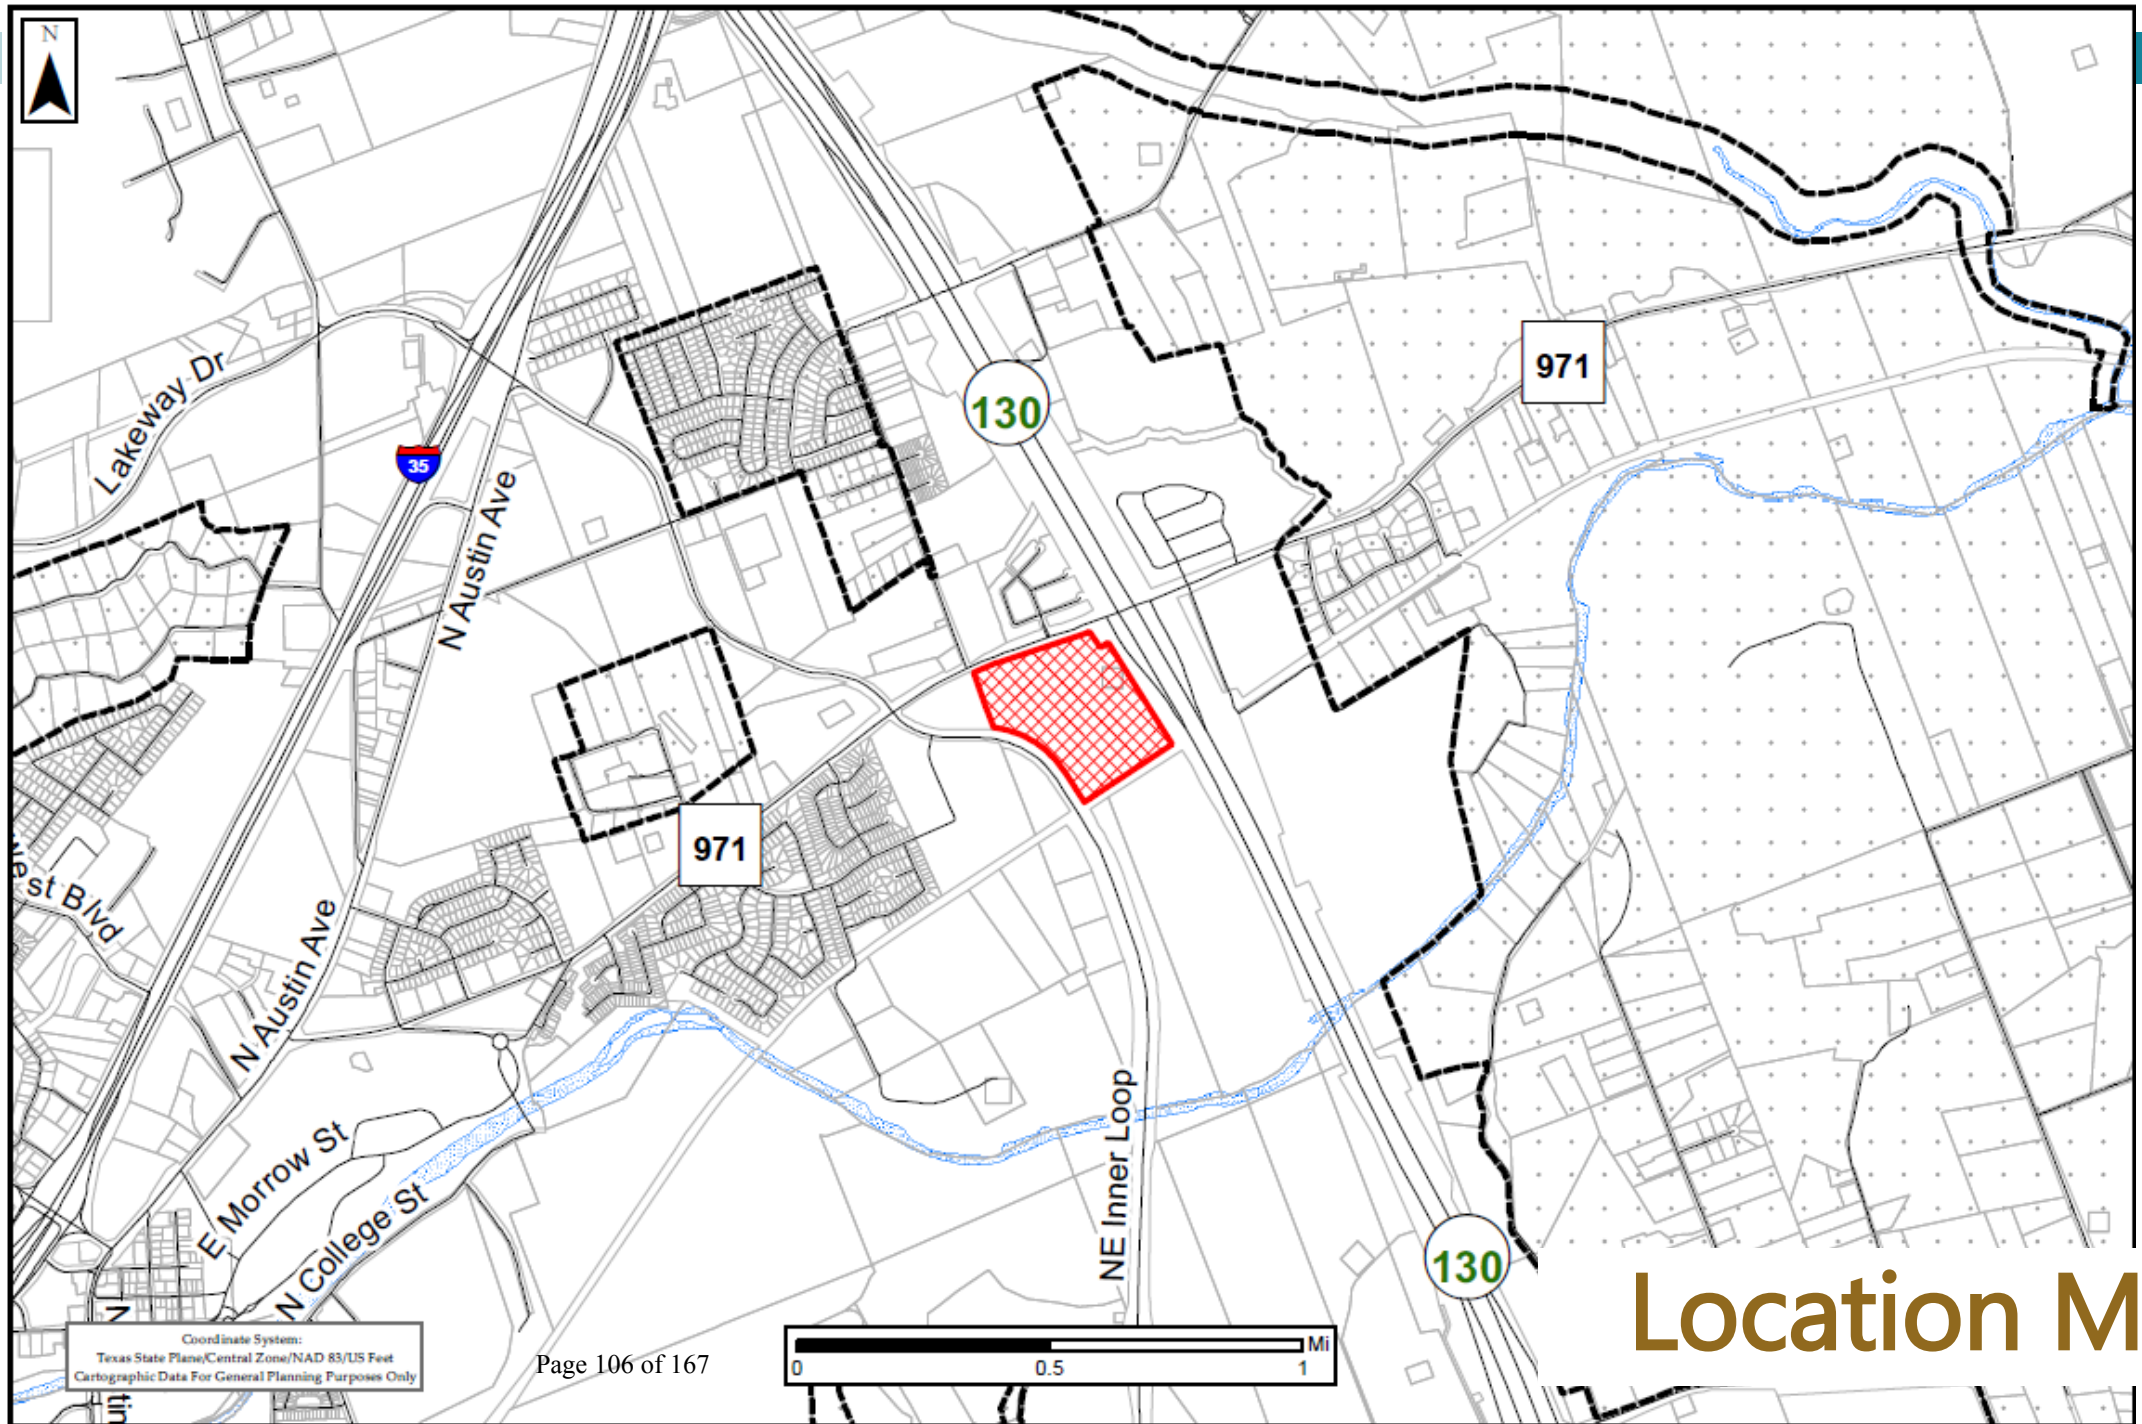 N
971
130
Lakeway Dr
35
N Austin Ave
971
west Blvd
N Austin Ave
E Morrow St
N College St
NE Inner Loop
130
Location M
N
tin
Coordinate System:
Texas State Plane/Central Zone/NAD 83/US Feet
Cartographic Data For General Planning Purposes Only
Page 106 of 167
Mi
0
0.5
1